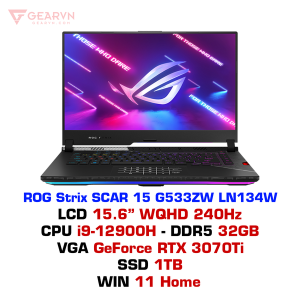 GEARVN
ROG Strix SCAR 15 G533ZW LN134W
LCD 15.6” WQHD 240Hz
CPU i9-12900H - DDR5 32GB
VGA GeForce RTX 3070Ti
SSD 1TB
WIN 11 Home